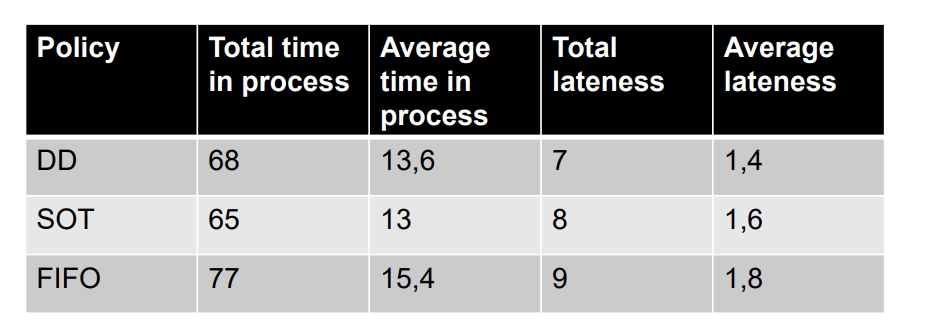 Policy Total time in process Average time in process Total lateness Average lateness
DD 68 13,6 7 1,4
SOT 65 13 8 1,6
FIFO 77 15,4 9 1,8